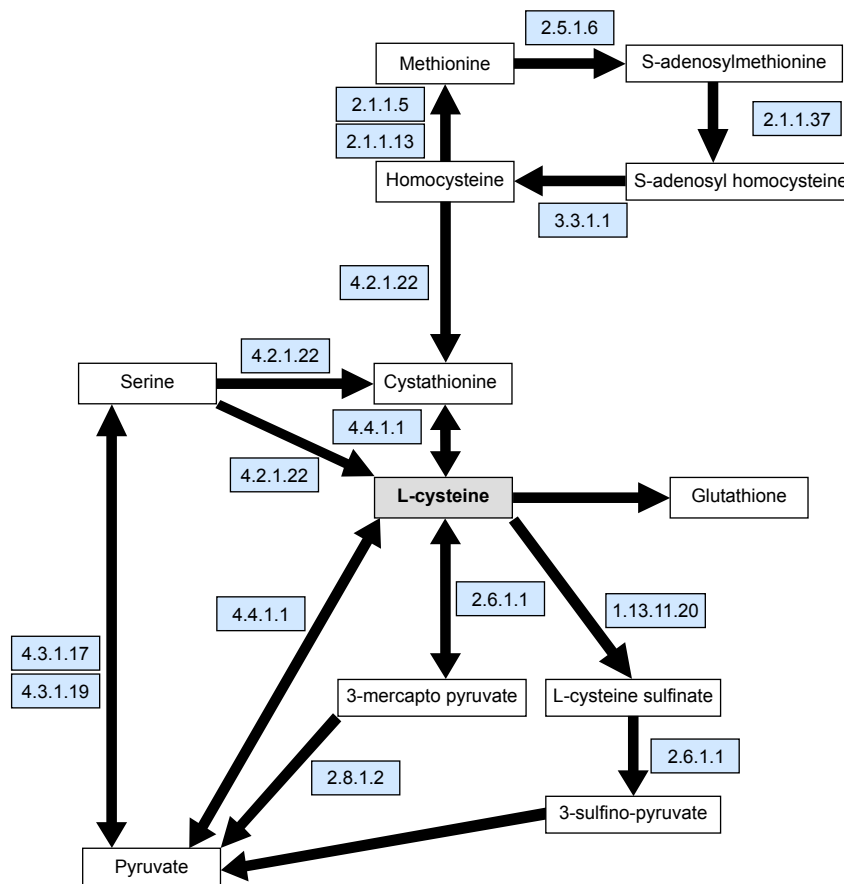 2.5.1.6
Methionine
S-adenosylmethionine
2.1.1.5
2.1.1.37
2.1.1.13
Homocysteine
S-adenosyl homocysteine
3.3.1.1
4.2.1.22
4.2.1.22
Serine
Cystathionine
4.4.1.1
4.2.1.22
L-cysteine
Glutathione
4.4.1.1
2.6.1.1
1.13.11.20
4.3.1.17
4.3.1.19
3-mercapto pyruvate
L-cysteine sulfinate
2.6.1.1
2.8.1.2
3-sulfino-pyruvate
Pyruvate